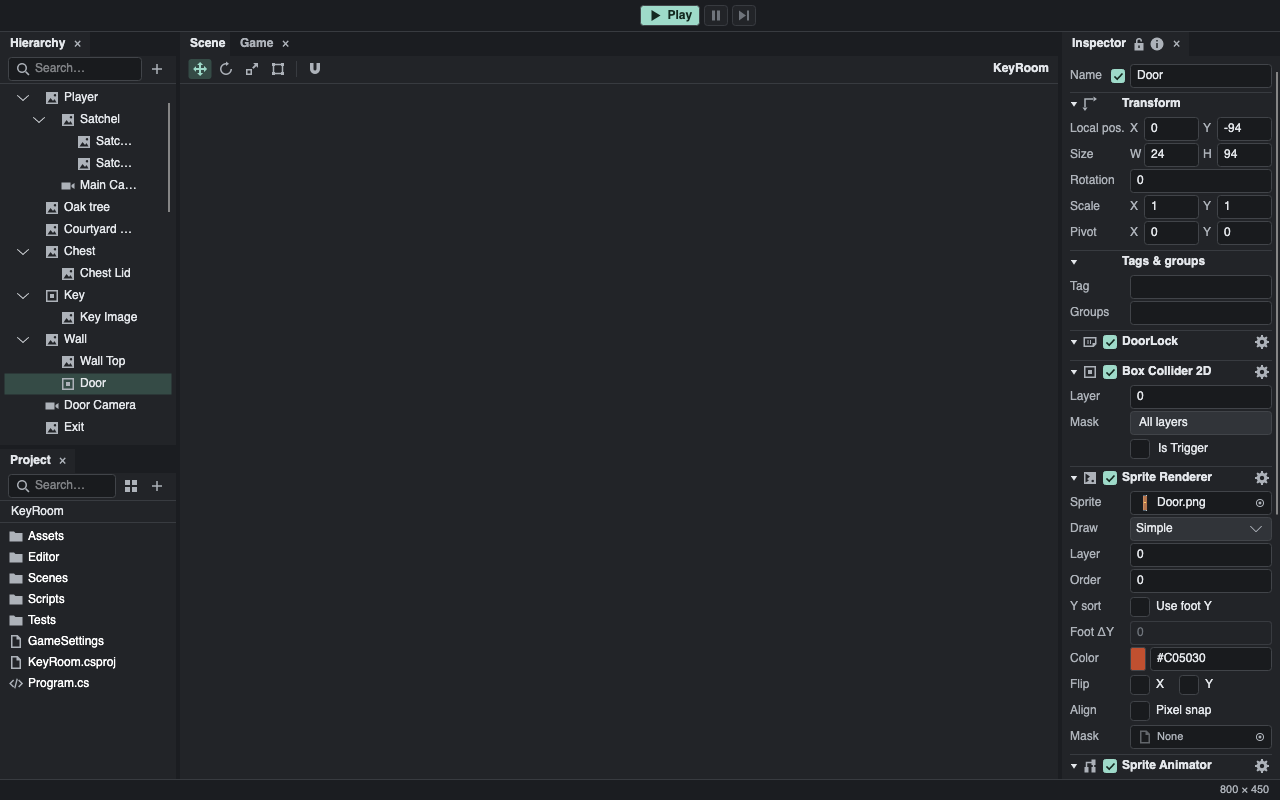 Play
Hierarchy
Search...
Player
Satchel
Satc...
Satc...
Main Ca...
Oak tree
Courtyard ...
Chest
Chest Lid
Key
Key Image
Wall
Wall Top
Door
Door Camera
Exit
Project
Search...
KeyRoom
Assets
Editor
Scenes
Scripts
Tests
GameSettings
KeyRoom.csproj
Program.cs
Scene Game
KeyRoom
Inspector
Name Door
Transform
Local pos. X 0 Y -94
Size W 24 H 94
Rotation 0
Scale X 1 Y 1
Pivot X 0 Y 0
Tags & groups
Tag
Groups
DoorLock
Box Collider 2D
Layer 0
Mask All layers
Is Trigger
Sprite Renderer
Sprite Door.png
Draw Simple
Layer 0
Order 0
Y sort Use foot Y
Foot ΔY 0
Color #C05030
Flip X Y
Align Pixel snap
Mask None
Sprite Animator
800 × 450